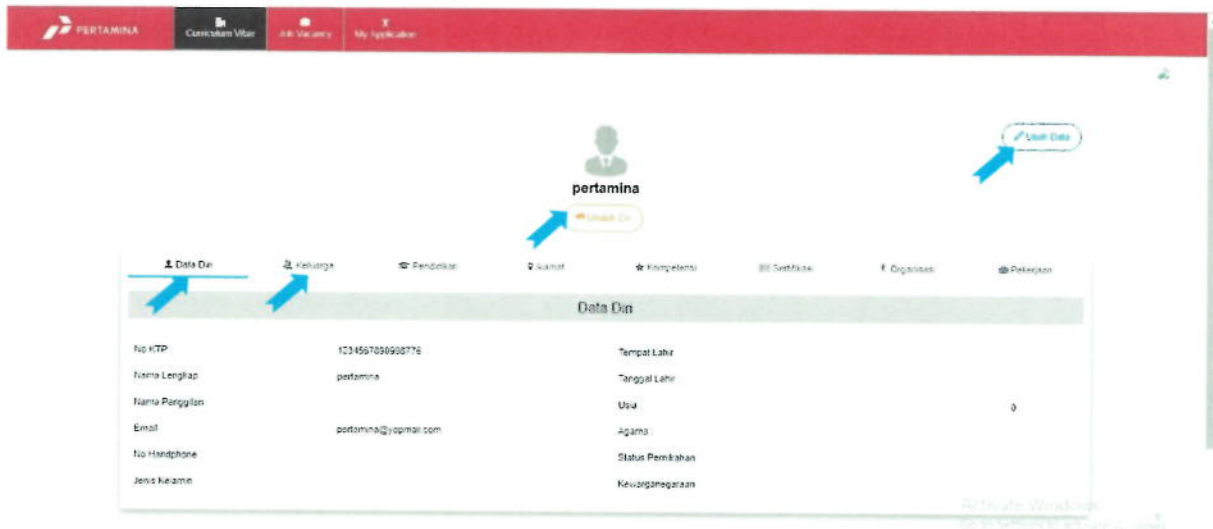 PERTAMINA
Curriculum Vitae
Job Vacancy
My Application
Ubah Data
pertamina
Unduh CV
Data Diri
Keluarga
Pendidikan
Alamat
Kompetensi
Sertifikasi
Organisasi
Pekerjaan
Data Diri
No KTP
Tempat Lahir
Nama Lengkap
pertamina
Tanggal Lahir
Nama Panggilan
Usia
0
Email
pertamina@yopmail.com
Agama
No Handphone
Status Pernikahan
Jenis Kelamin
Kewarganegaraan
Activate Windows